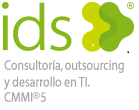 ids ®
Consultoría, outsourcing
y desarrollo en TI.
CMMI®5